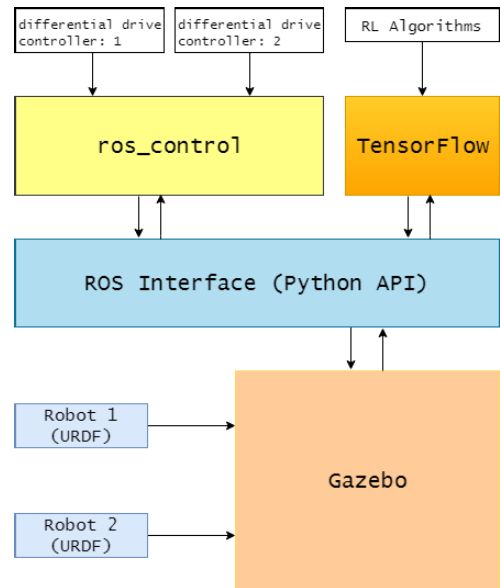 differential drive
controller: 1
differential drive
controller: 2
RL Algorithms
ros_control
TensorFlow
ROS Interface (Python API)
Robot 1
(URDF)
Gazebo
Robot 2
(URDF)